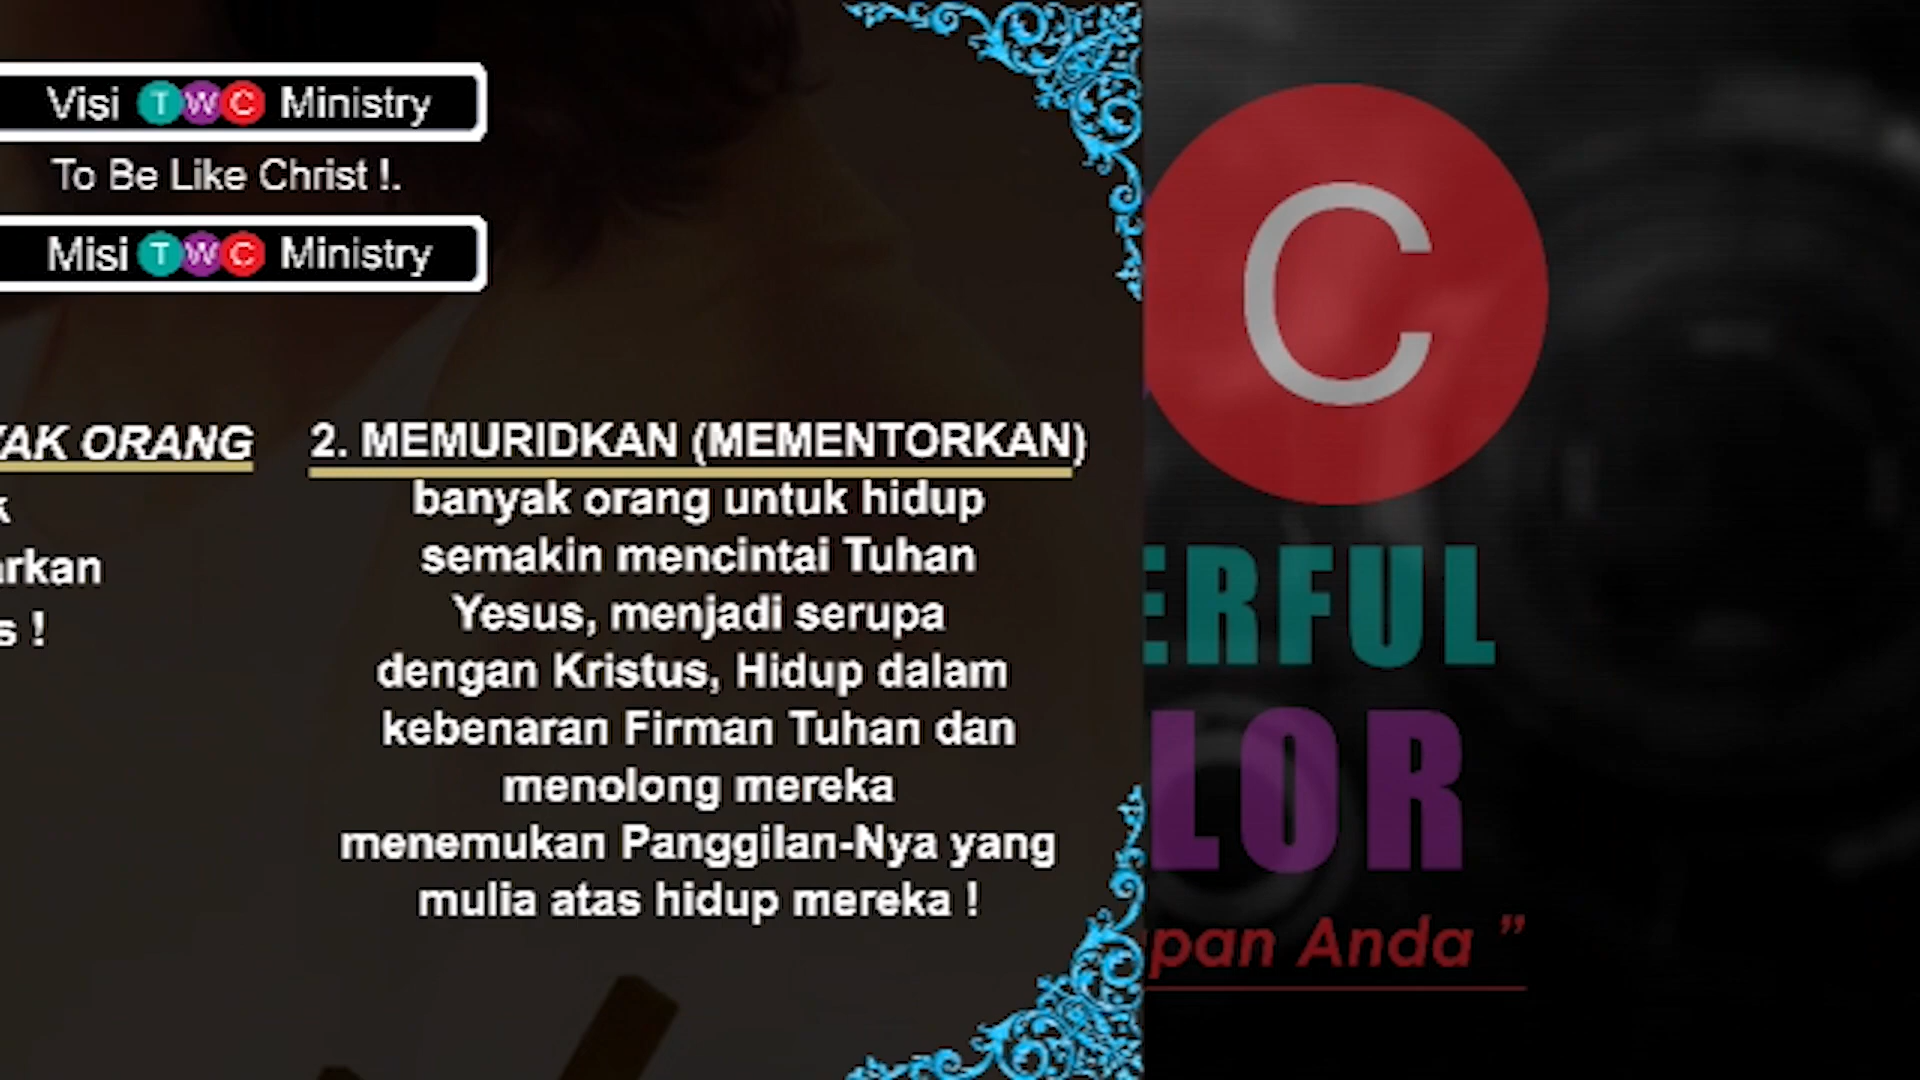 Visi TWC Ministry
To Be Like Christ !.
Misi TWC Ministry
ORANG
s !
2. MEMURIDKAN (MEMENTORKAN)
banyak orang untuk hidup
semakin mencintai Tuhan
Yesus, menjadi serupa
dengan Kristus, Hidup dalam
kebenaran Firman Tuhan dan
menolong mereka
menemukan Panggilan-Nya yang
mulia atas hidup mereka !
C
ERFUL
LOR
pan Anda ”